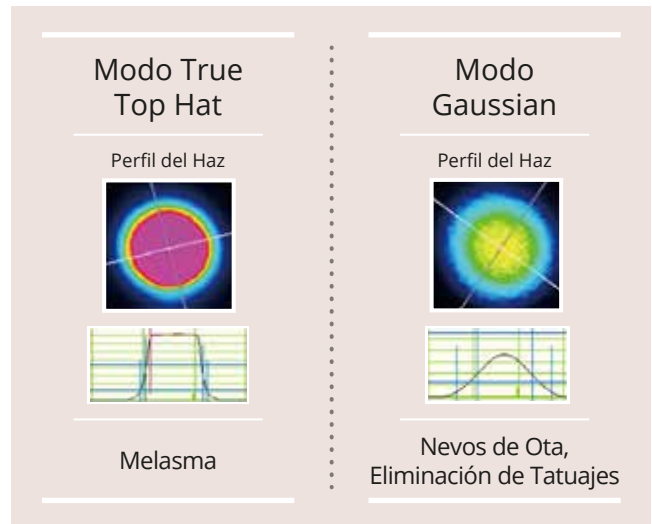 Modo True
Top Hat
Perfil del Haz
Melasma
Modo
Gaussian
Perfil del Haz
Nevos de Ota,
Eliminación de Tatuajes